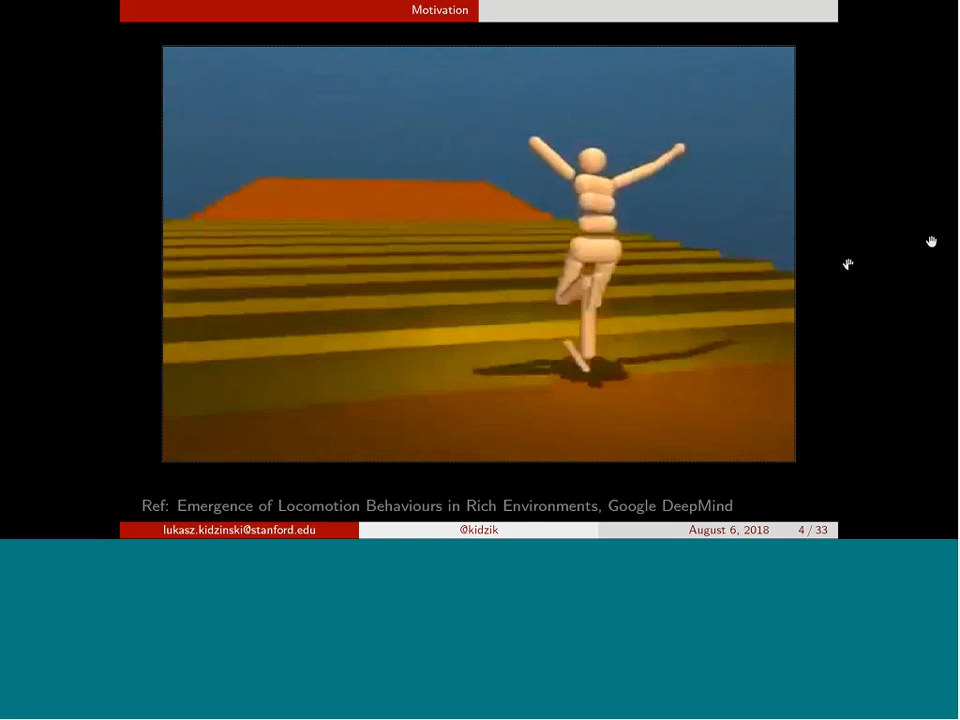 Motivation
Ref: Emergence of Locomotion Behaviours in Rich Environments, Google DeepMind
lukasz.kidzinski@stanford.edu @kidzik August 6, 2018 4 / 33